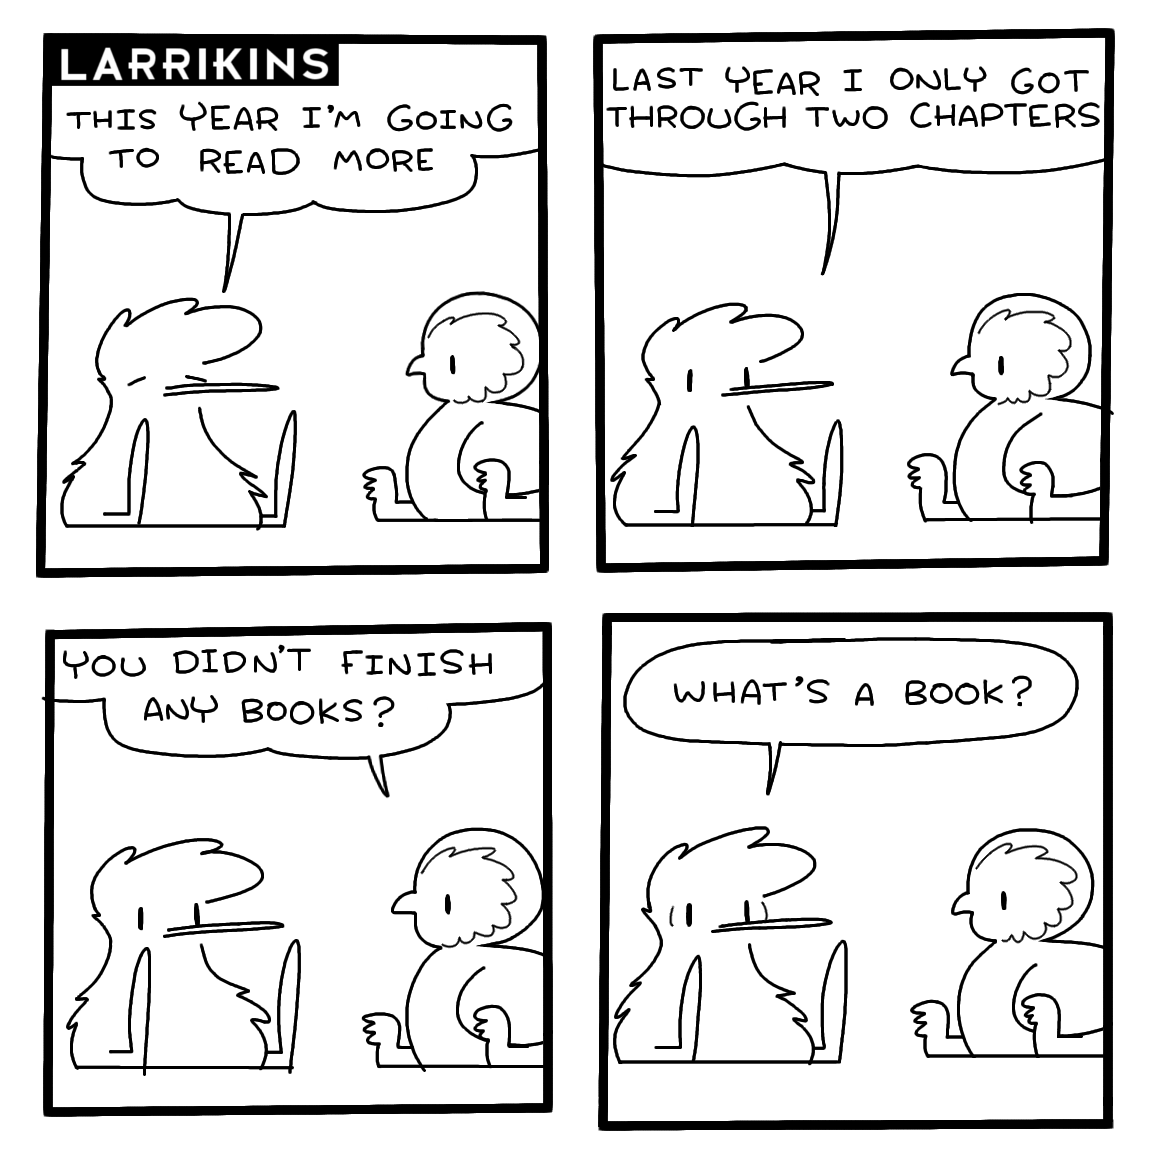 LARRIKINS
THIS YEAR I'M GOING
TO READ MORE
LAST YEAR I ONLY GOT
THROUGH TWO CHAPTERS
YOU DIDN'T FINISH
ANY BOOKS?
WHAT'S A BOOK?